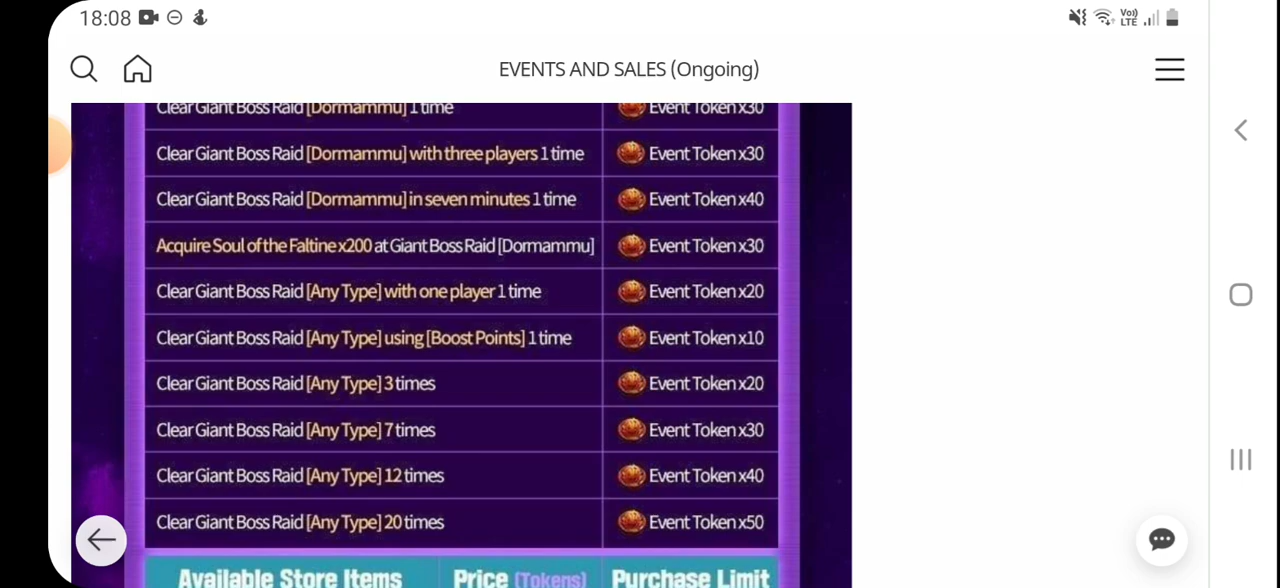 18:08
Vo))
LTE
EVENTS AND SALES (Ongoing)
Clear Giant Boss Raid [Dormammu] 1 time Event Token x30
Clear Giant Boss Raid [Dormammu] with three players 1 time Event Token x30
Clear Giant Boss Raid [Dormammu] in seven minutes 1 time Event Token x40
Acquire Soul of the Faltine x200 at Giant Boss Raid [Dormammu] Event Token x30
Clear Giant Boss Raid [Any Type] with one player 1 time Event Token x20
Clear Giant Boss Raid [Any Type] using [Boost Points] 1 time Event Token x10
Clear Giant Boss Raid [Any Type] 3 times Event Token x20
Clear Giant Boss Raid [Any Type] 7 times Event Token x30
Clear Giant Boss Raid [Any Type] 12 times Event Token x40
Clear Giant Boss Raid [Any Type] 20 times Event Token x50
Available Store Items Price (Tokens) Purchase Limit